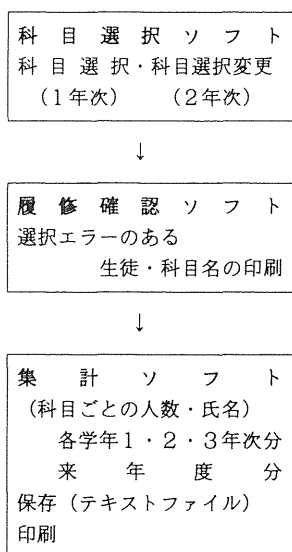 科目選択ソフト
科目選択・科目選択変更
(1年次) (2年次)
↓
履修確認ソフト
選択エラーのある
生徒・科目名の印刷
↓
集計ソフト
(科目ごとの人数・氏名)
各学年1・2・3年次分
来年度分
保存(テキストファイル)
印刷